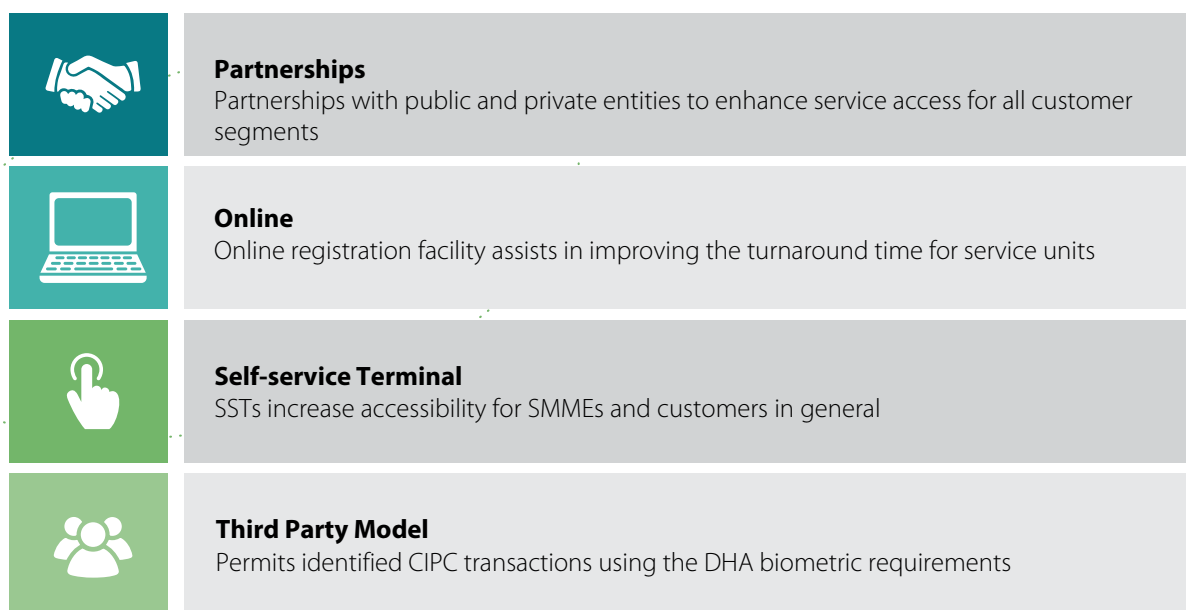 Partnerships
Partnerships with public and private entities to enhance service access for all customer
segments
Online
Online registration facility assists in improving the turnaround time for service units
Self-service Terminal
SSTs increase accessibility for SMMEs and customers in general
Third Party Model
Permits identified CIPC transactions using the DHA biometric requirements